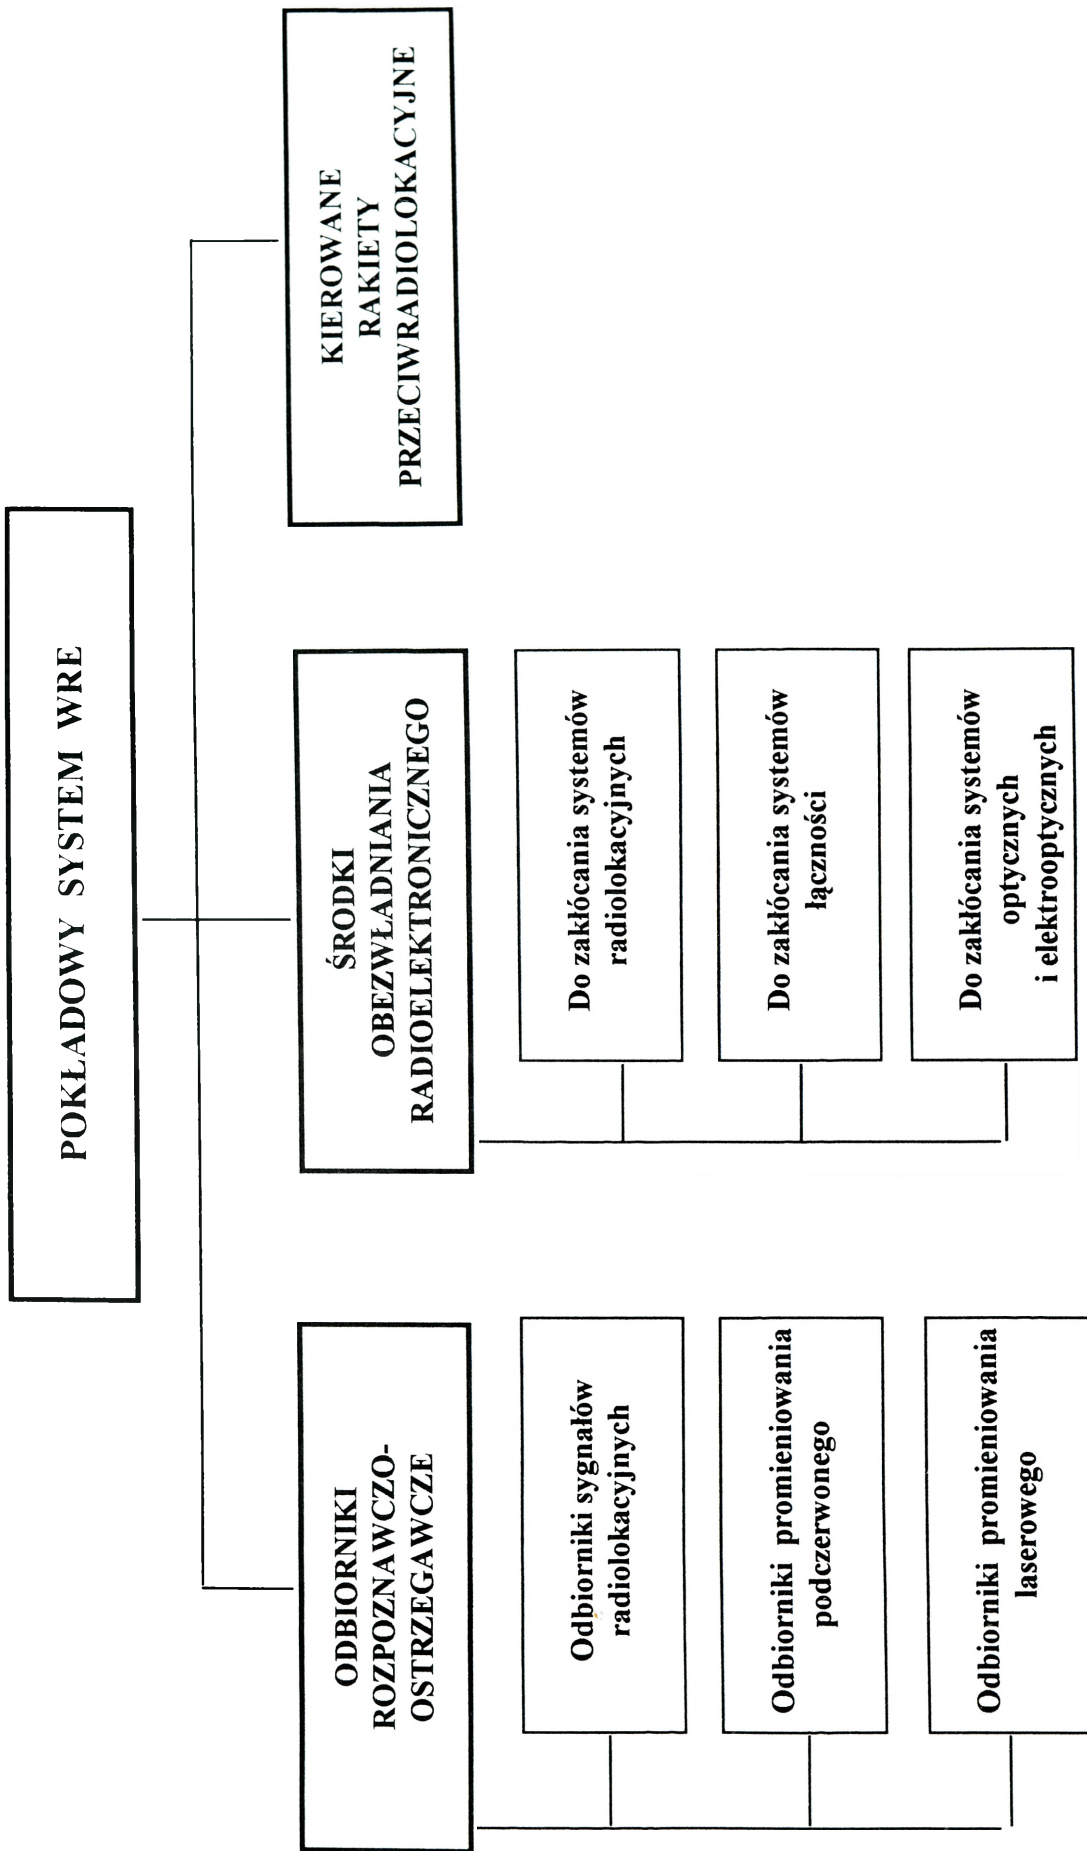 POKŁADOWY SYSTEM WRE
ODBIORNIKI
ROZPOZNAWCZO-
OSTRZEGAWCZE
Odbiorniki sygnałów
radiolokacyjnych
Odbiorniki promieniowania
podczerwonego
Odbiorniki promieniowania
laserowego
ŚRODKI
OBEZWŁADNIANIA
RADIOELEKTRONICZNEGO
Do zakłócania systemów
radiolokacyjnych
Do zakłócania systemów
łączności
Do zakłócania systemów
optycznych
i elektrooptycznych
KIEROWANE
RAKIETY
PRZECIWRADIOLOKACYJNE